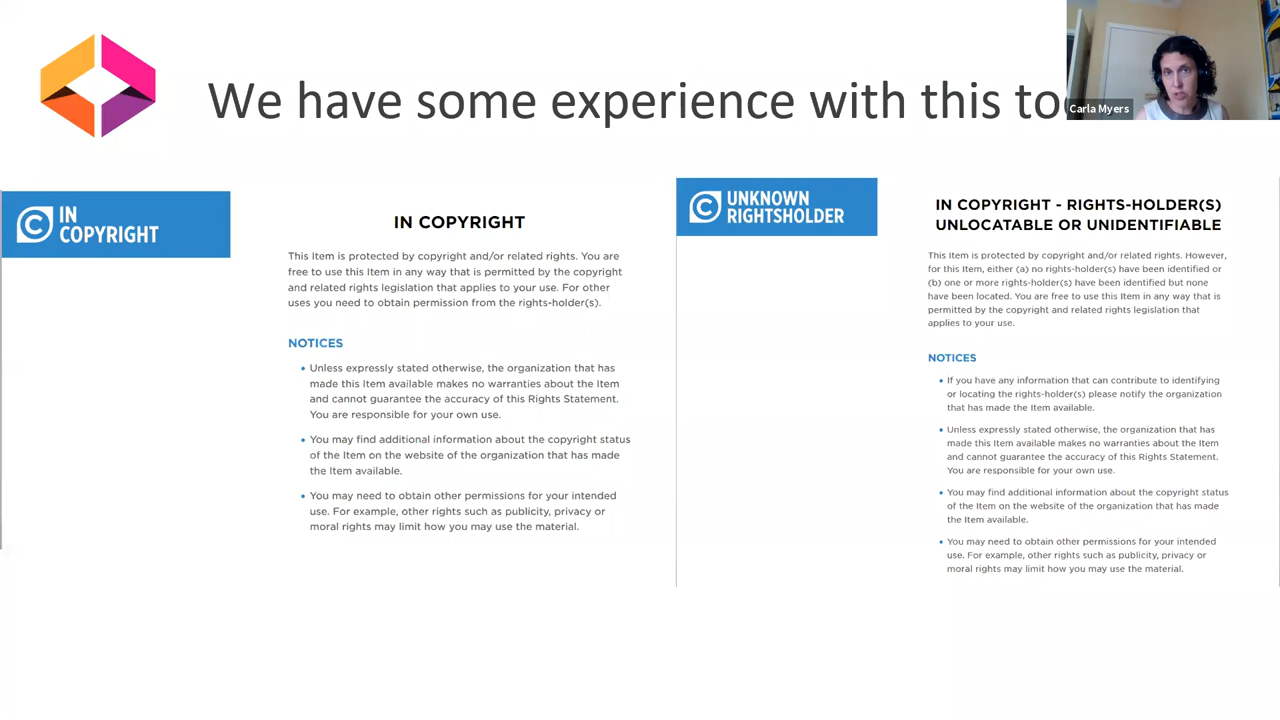 We have some experience with this to
Carla Myers
IN
COPYRIGHT
IN COPYRIGHT
This Item is protected by copyright and/or related rights. You are
free to use this Item in any way that is permitted by the copyright
and related rights legislation that applies to your use. For other
uses you need to obtain permission from the rights-holder(s).
NOTICES
• Unless expressly stated otherwise, the organization that has
made this Item available makes no warranties about the Item
and cannot guarantee the accuracy of this Rights Statement.
You are responsible for your own use.
• You may find additional information about the copyright status
of the Item on the website of the organization that has made
the Item available.
• You may need to obtain other permissions for your intended
use. For example, other rights such as publicity, privacy or
moral rights may limit how you may use the material.
UNKNOWN
RIGHTSHOLDER
IN COPYRIGHT - RIGHTS-HOLDER(S)
UNLOCATABLE OR UNIDENTIFIABLE
This Item is protected by copyright and/or related rights. However,
for this Item, either (a) no rights-holder(s) have been identified or
(b) one or more rights-holder(s) have been identified but none
have been located. You are free to use this Item in any way that is
permitted by the copyright and related rights legislation that
applies to your use.
NOTICES
• If you have any information that can contribute to identifying
or locating the rights-holder(s) please notify the organization
that has made the Item available.
• Unless expressly stated otherwise, the organization that has
made this Item available makes no warranties about the Item
and cannot guarantee the accuracy of this Rights Statement.
You are responsible for your own use.
• You may find additional information about the copyright status
of the Item on the website of the organization that has made
the Item available.
• You may need to obtain other permissions for your intended
use. For example, other rights such as publicity, privacy or
moral rights may limit how you may use the material.